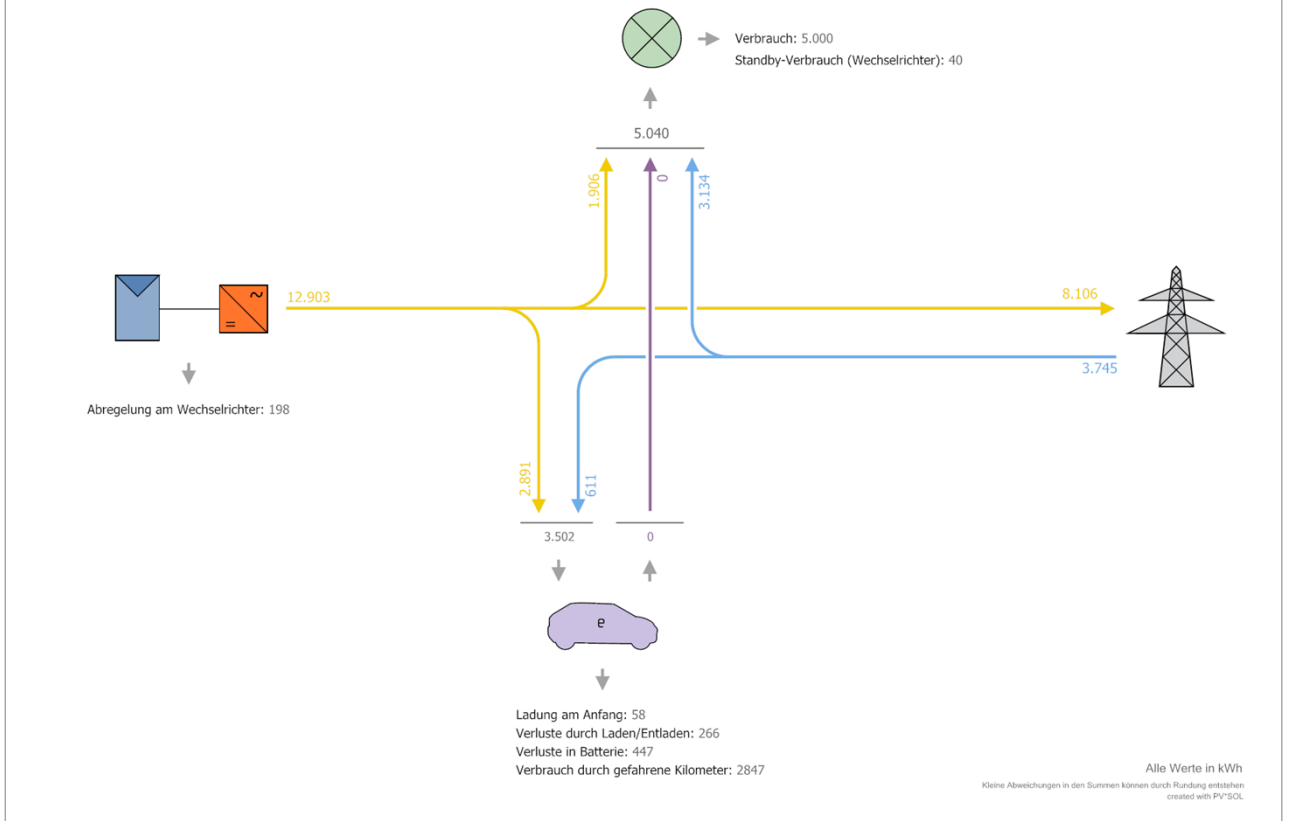 Verbrauch: 5.000
Standby-Verbrauch (Wechselrichter): 40
5.040
1.906
0
3.134
12.903
8.106
3.745
Abregelung am Wechselrichter: 198
2.891
611
3.502
0
e
Ladung am Anfang: 58
Verluste durch Laden/Entladen: 266
Verluste in Batterie: 447
Verbrauch durch gefahrene Kilometer: 2847
Alle Werte in kWh
Kleine Abweichungen in den Summen können durch Rundung entstehen
created with PV*SOL